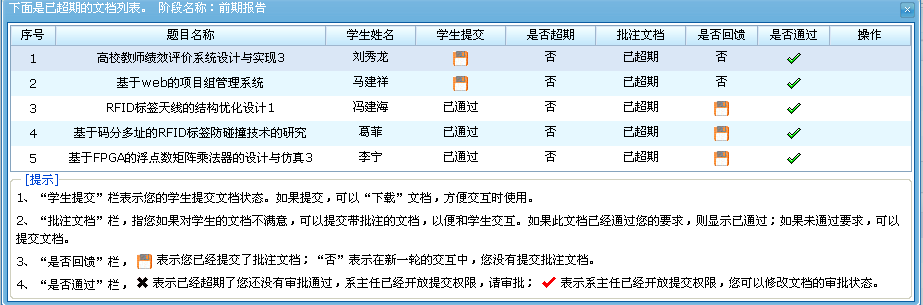 下面是已超期的文档列表。 阶段名称：前期报告
序号 题目名称 学生姓名 学生提交 是否超期 批注文档 是否回馈 是否通过 操作
1 高校教师绩效评价系统设计与实现3 刘秀龙 否 已超期 否
2 基于web的项目组管理系统 马建祥 否 已超期 否
3 RFID标签天线的结构优化设计1 冯建海 已通过 否 已超期
4 基于码分多址的RFID标签防碰撞技术的研究 葛菲 已通过 否 已超期
5 基于FPGA的浮点数矩阵乘法器的设计与仿真3 李宁 已通过 否 已超期
[提示]
1、“学生提交”栏表示您的学生提交文档状态。如果提交，可以“下载”文档，方便交互时使用。
2、“批注文档”栏，指您如果对学生的文档不满意，可以提交带批注的文档，以便和学生交互。如果此文档已经通过您的要求，则显示已通过；如果未通过要求，可以
提交文档。
3、“是否回馈”栏， 表示您已经提交了批注文档；“否”表示在新一轮的交互中，您没有提交批注文档。
4、“是否通过”栏， 表示已经超期了您还没有审批通过，系主任已经开放提交权限，请审批； 表示系主任已经开放提交权限，您可以修改文档的审批状态。